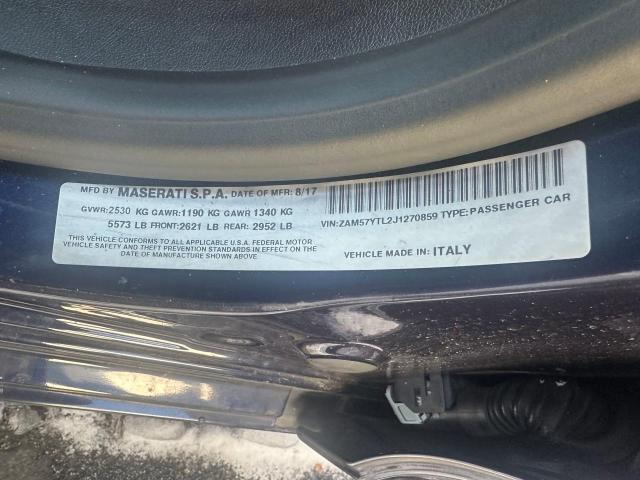 MFD BY MASERATI S.P.A. DATE OF MFR: 8/17
GVWR:2530 KG GAWR:1190 KG GAWR 1340 KG
5573 LB FRONT:2621 LB REAR: 2952 LB
THIS VEHICLE CONFORMS TO ALL APPLICABLE U.S.A. FEDERAL MOTOR
VEHICLE SAFETY AND THEFT PREVENTION STANDARDS IN EFFECT ON THE
DATE OF MANUFACTURE SHOWN ABOVE
VIN:ZAM57YTL2J1270859 TYPE:PASSENGER CAR
VEHICLE MADE IN: ITALY